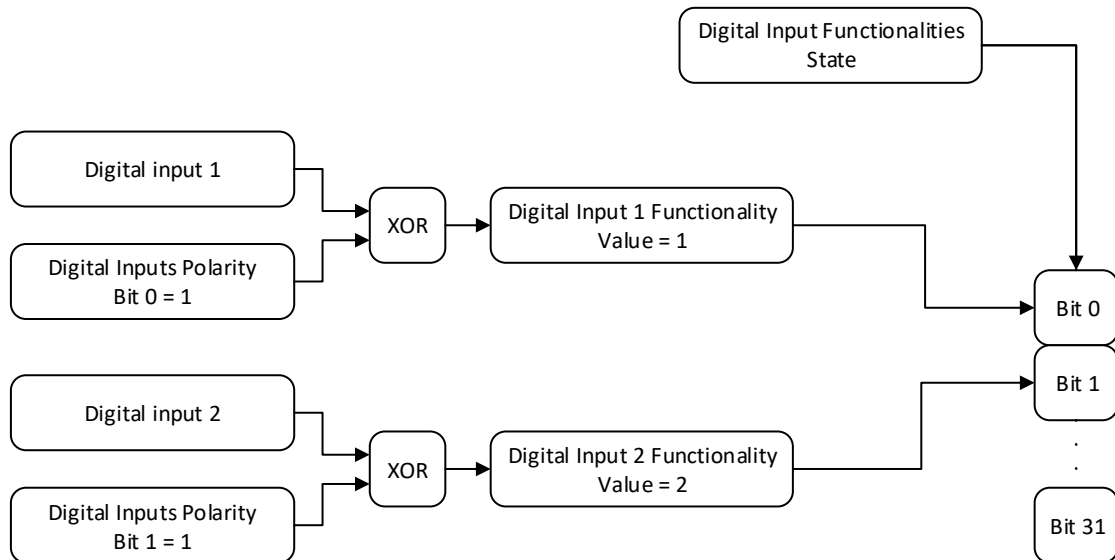 Digital Input Functionalities
State
Digital input 1
Digital Inputs Polarity
Bit 0 = 1
XOR
Digital Input 1 Functionality
Value = 1
Bit 0
Bit 1
Digital input 2
Digital Inputs Polarity
Bit 1 = 1
XOR
Digital Input 2 Functionality
Value = 2
. . .
Bit 31